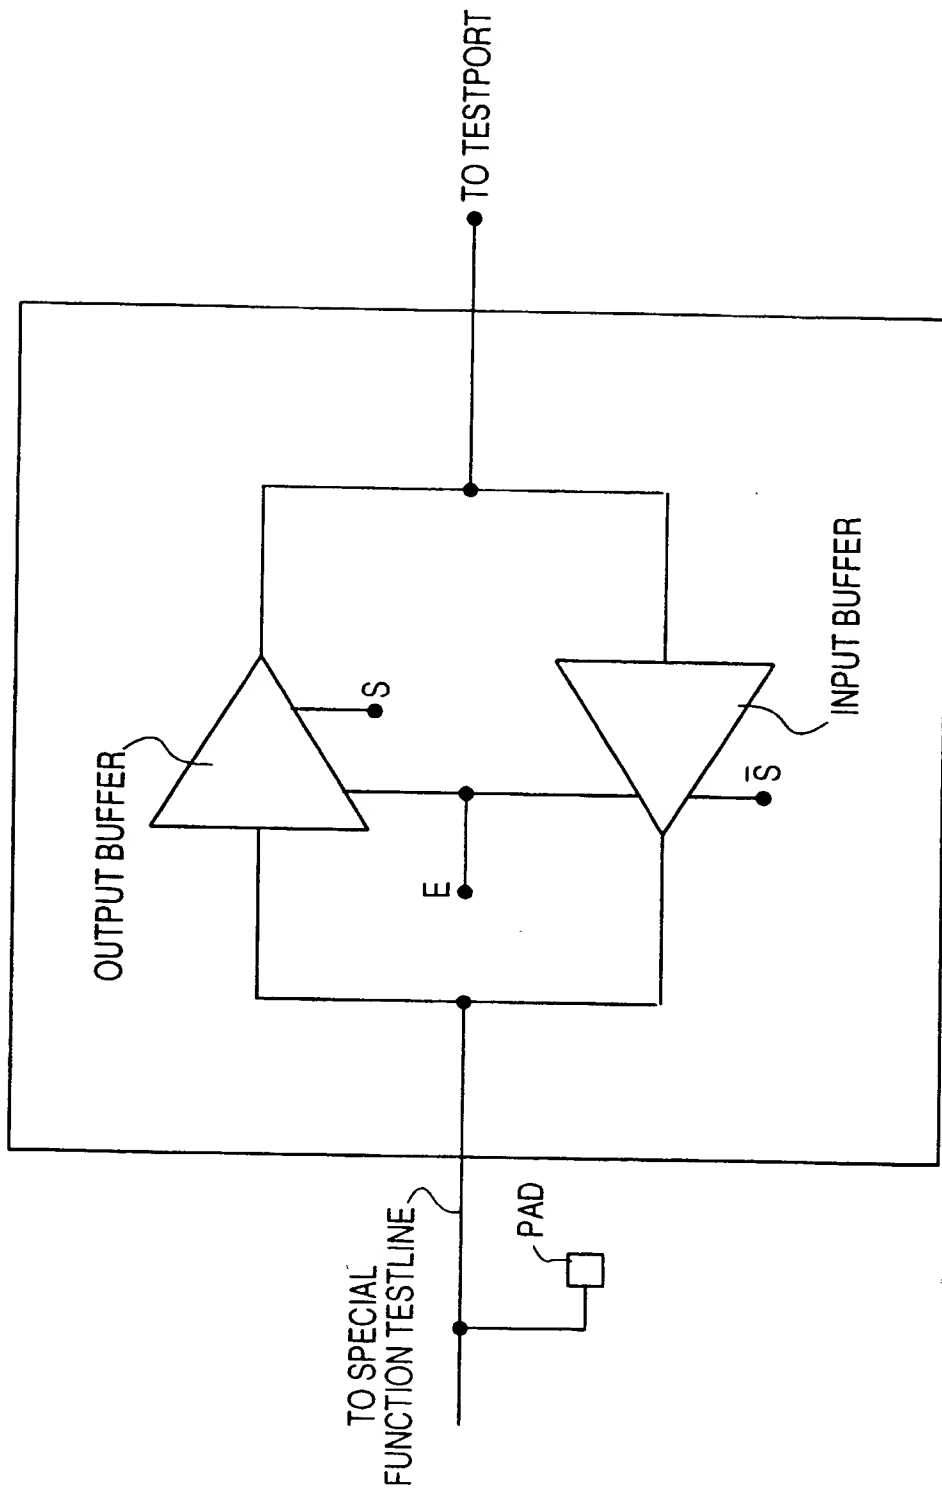 TO SPECIAL
FUNCTION TESTLINE
PAD
OUTPUT BUFFER
E
S
S̅
INPUT BUFFER
TO TESTPORT